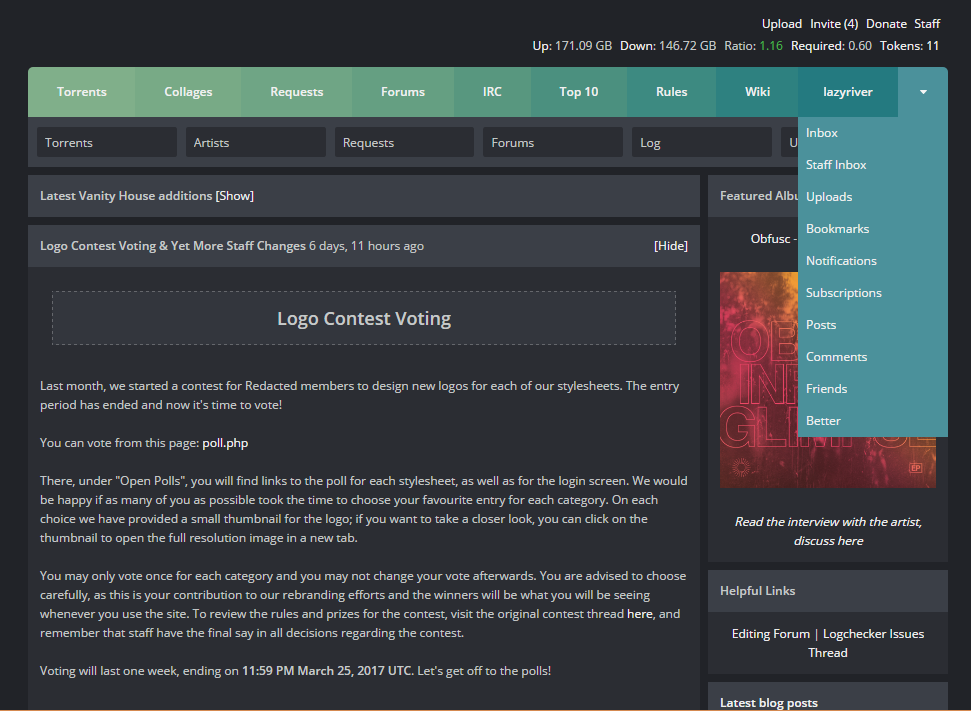 Upload Invite (4) Donate Staff
Up: 171.09 GB Down: 146.72 GB Ratio: 1.16 Required: 0.60 Tokens: 11
Torrents Collages Requests Forums IRC Top 10 Rules Wiki lazyriver
Torrents Artists Requests Forums Log U
Inbox
Staff Inbox
Uploads
Bookmarks
Notifications
Subscriptions
Posts
Comments
Friends
Better
Latest Vanity House additions [Show]
Logo Contest Voting & Yet More Staff Changes 6 days, 11 hours ago [Hide]
Logo Contest Voting
Last month, we started a contest for Redacted members to design new logos for each of our stylesheets. The entry
period has ended and now it's time to vote!
You can vote from this page: poll.php
There, under "Open Polls", you will find links to the poll for each stylesheet, as well as for the login screen. We would
be happy if as many of you as possible took the time to choose your favourite entry for each category. On each
choice we have provided a small thumbnail for the logo; if you want to take a closer look, you can click on the
thumbnail to open the full resolution image in a new tab.
You may only vote once for each category and you may not change your vote afterwards. You are advised to choose
carefully, as this is your contribution to our rebranding efforts and the winners will be what you will be seeing
whenever you use the site. To review the rules and prizes for the contest, visit the original contest thread here, and
remember that staff have the final say in all decisions regarding the contest.
Voting will last one week, ending on 11:59 PM March 25, 2017 UTC. Let's get off to the polls!
Featured Albu
Obfusc -
OB
IN
GLIM
EP
Read the interview with the artist,
discuss here
Helpful Links
Editing Forum | Logchecker Issues
Thread
Latest blog posts